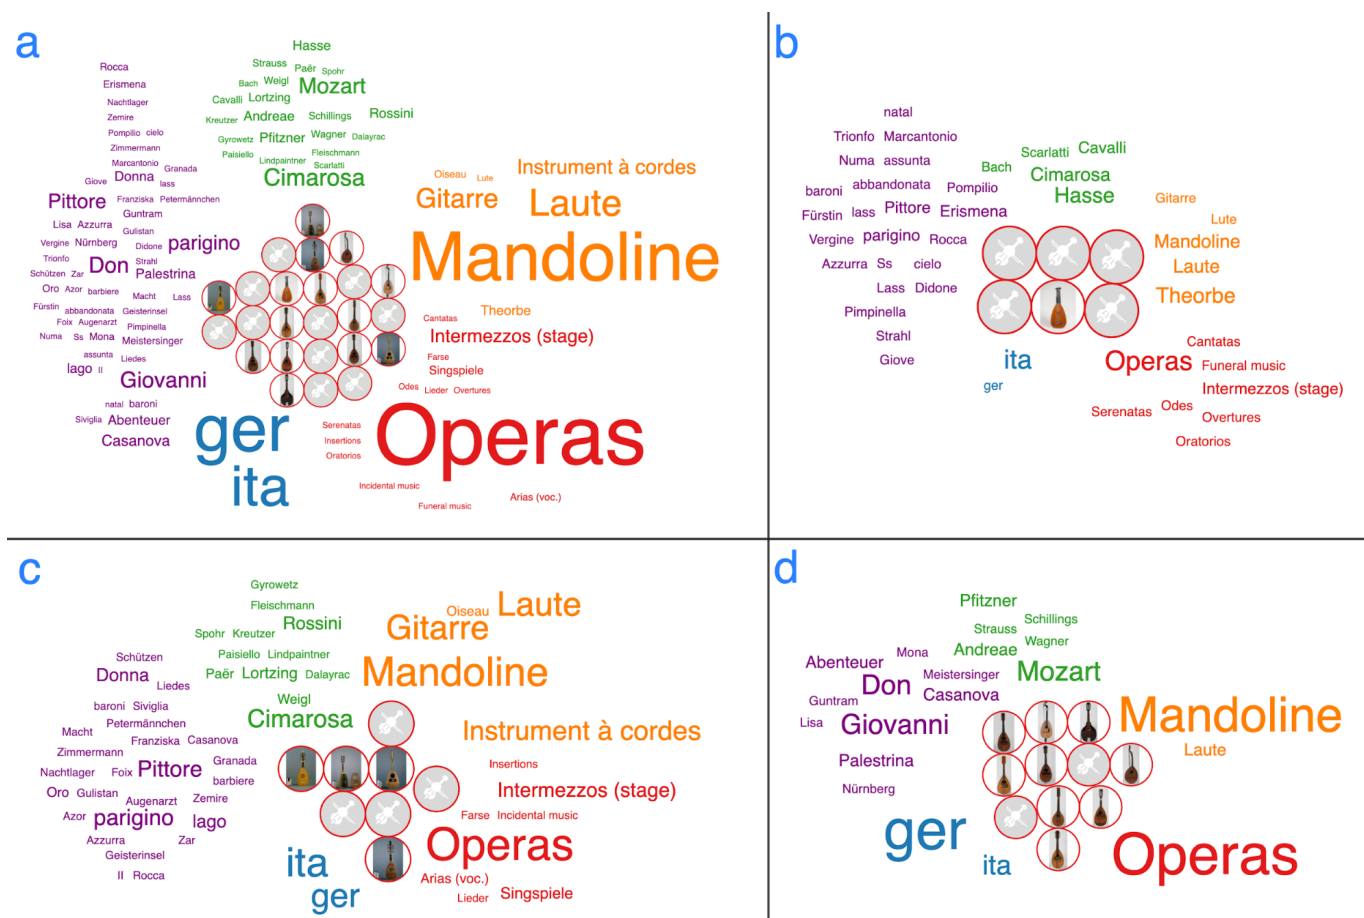 a
Hasse
Strauss Paër Spohr
Rocca
Bach Weigl Mozart
Erismena
Cavalli Lortzing
Nachtlager
Kreutzer Andreae Schillings Rossini
Zemire
Pompilio cielo
Gyrowetz Pfitzner Wagner Dalayrac
Zimmermann
Paisiello Lindpaintner Fleischmann
Scarlatti
Marcantonio Granada
Cimarosa
Donna
Giove lass
Pittore Franziska Petermännchen
Guntram
Lisa Azzurra Gulistan
Vergine Nürnberg Didone parigino
Trionfo Don Strahl
Schützen Zar Palestrina
Oro Azor barbiere Macht Lass
Fürstin abbandonata Geisterinsel
Foix Augenarzt Pimpinella
Numa Ss Mona Meistersinger
assunta Liedes
Iago II
Giovanni
natal baroni
Siviglia Abenteuer
Casanova
Oiseau Lute Instrument à cordes
Gitarre Laute
Mandoline
Theorbe
Cantatas
Intermezzos (stage)
Farse
Singspiele
Odes Lieder Overtures
Serenatas
Operas
Insertions
Oratorios
Incidental music
Arias (voc.)
Funeral music
ger
ita
b
natal
Trionfo Marcantonio
Numa assunta
baroni abbandonata Pompilio
Fürstin lass Pittore Erismena
Vergine parigino Rocca
Azzurra Ss cielo
Lass Didone
Pimpinella
Strahl
Giove
Bach Scarlatti Cavalli
Cimarosa
Hasse
Gitarre
Lute
Mandoline
Laute
Theorbe
ita
ger
Cantatas
Operas Funeral music
Intermezzos (stage)
Serenatas Odes Overtures
Oratorios
c
Gyrowetz
Fleischmann
Spohr Kreutzer Rossini
Paisiello Lindpaintner
Paër Lortzing Dalayrac
Weigl
Cimarosa
Oiseau Laute
Gitarre
Mandoline
Instrument à cordes
Schützen
Donna
Liedes
baroni Siviglia
Petermännchen
Macht
Franziska Casanova
Zimmermann
Granada
Nachtlager Foix Pittore
barbiere
Oro Gulistan Augenarzt Zemire
Azor parigino Iago
Azzurra Zar
Geisterinsel
II Rocca
Insertions
Intermezzos (stage)
Farse Incidental music
Operas
Arias (voc.)
Lieder Singspiele
ita
ger
d
Pfitzner
Schillings
Strauss
Wagner
Andreae
Mozart
Mona
Abenteuer
Meistersinger
Don
Casanova
Guntram
Lisa Giovanni
Palestrina
Nürnberg
Mandoline
Laute
ger
ita
Operas